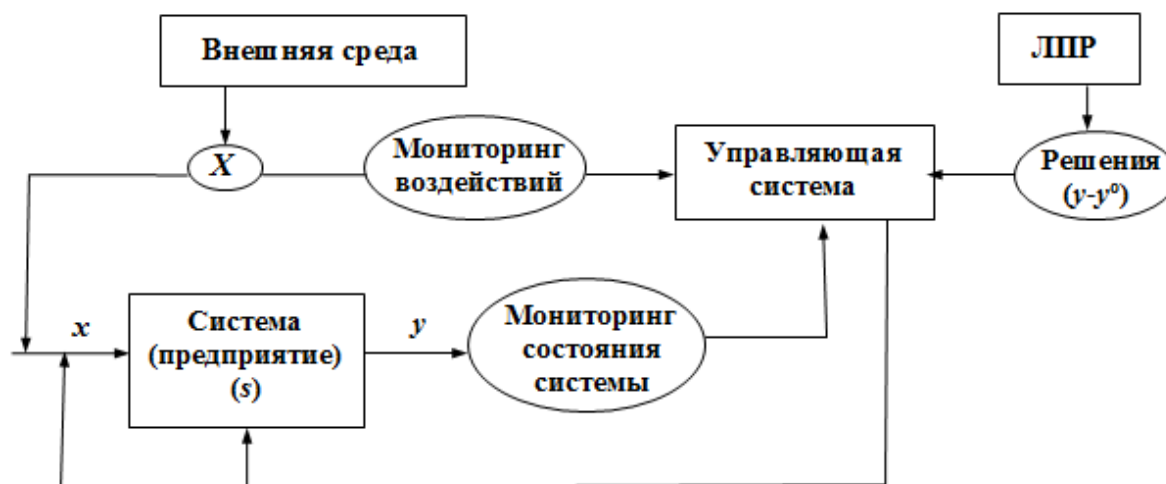 Внешняя среда
ЛПР
X
Мониторинг
воздействий
Управляющая
система
Решения
(y-y⁰)
x
Система
(предприятие)
(s)
y
Мониторинг
состояния
системы